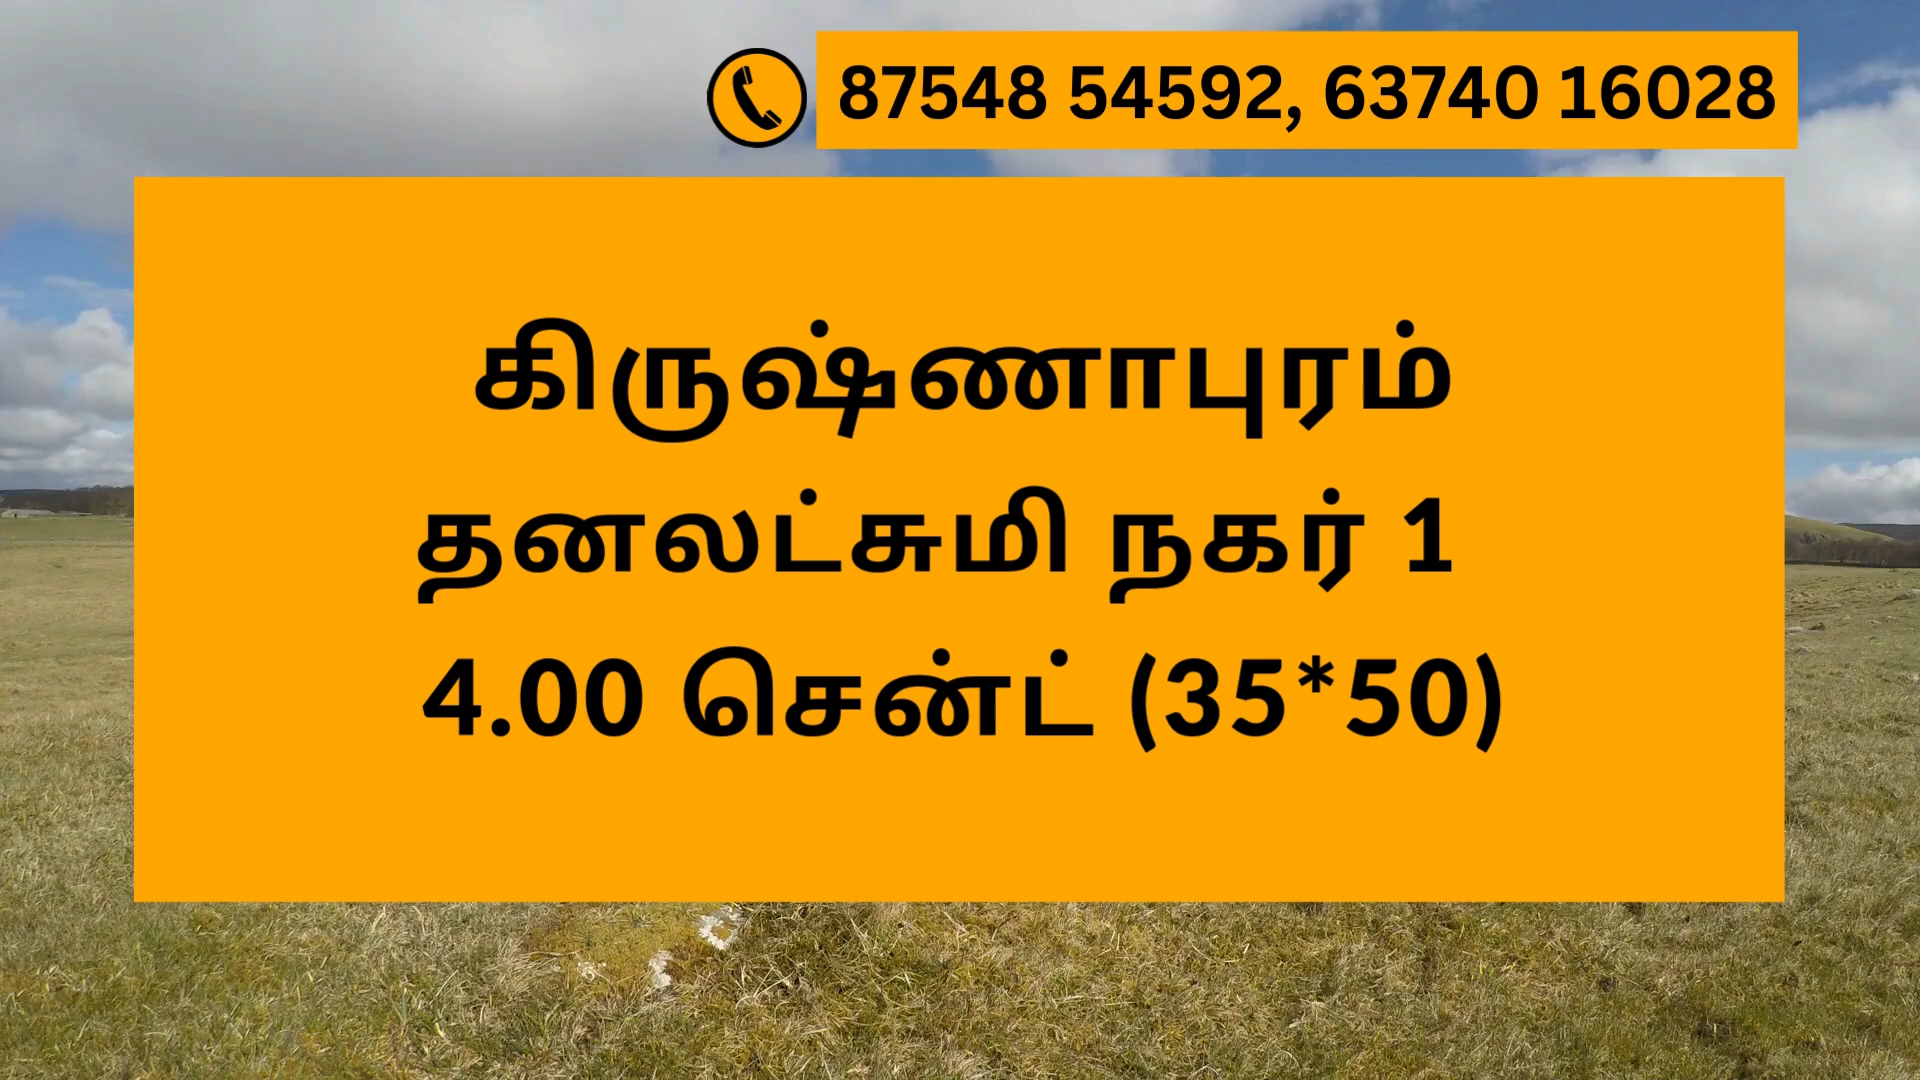 87548 54592, 63740 16028
கிருஷ்ணாபுரம்
தனலட்சுமி நகர் 1
4.00 சென்ட் (35*50)